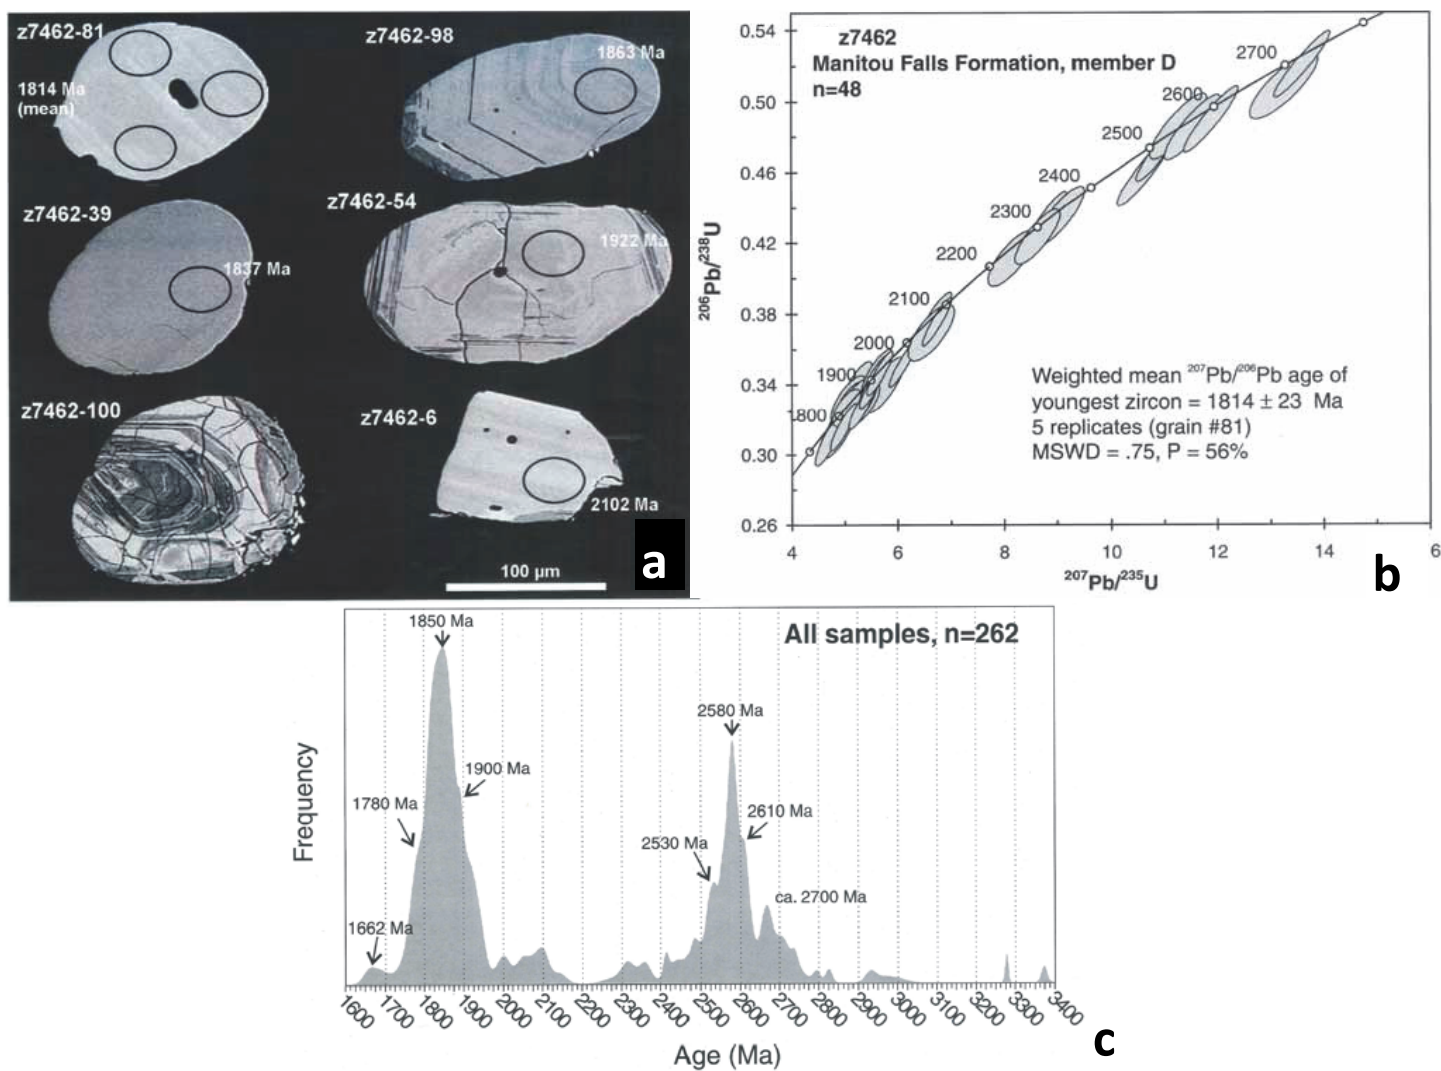 z7462-81
z7462-98
1863 Ma
1814 Ma
(mean)
z7462-39
z7462-54
1922 Ma
1837 Ma
z7462-100
z7462-6
2102 Ma
100 µm
a
z7462
Manitou Falls Formation, member D
n=48
0.54
0.50
0.46
0.42
0.38
0.34
0.30
0.26
²⁰⁶Pb/²³⁸U
2700
2600
2500
2400
2300
2200
2100
2000
1900
1800
Weighted mean ²⁰⁷Pb/²⁰⁶Pb age of
youngest zircon = 1814 ± 23 Ma
5 replicates (grain #81)
MSWD = .75, P = 56%
4 6 8 10 12 14 6
²⁰⁷Pb/²³⁵U
b
All samples, n=262
1850 Ma
2580 Ma
1900 Ma
1780 Ma
2610 Ma
2530 Ma
ca. 2700 Ma
1662 Ma
Frequency
1600 1700 1800 1900 2000 2100 2200 2300 2400 2500 2600 2700 2800 2900 3000 3100 3200 3300 3400
Age (Ma)
c